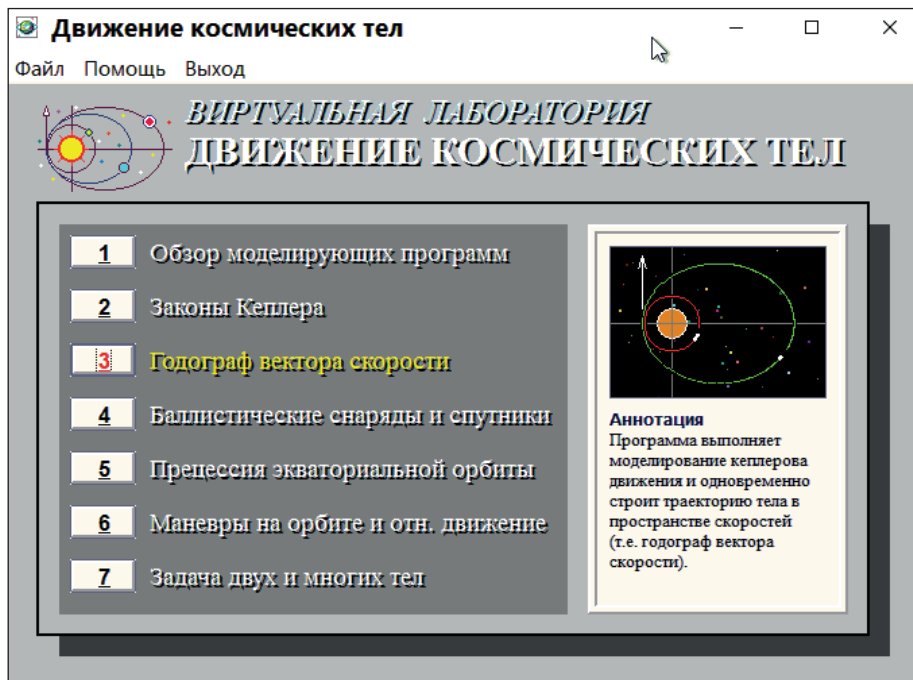 Движение космических тел
Файл Помощь Выход
ВИРТУАЛЬНАЯ ЛАБОРАТОРИЯ
ДВИЖЕНИЕ КОСМИЧЕСКИХ ТЕЛ
1 Обзор моделирующих программ
2 Законы Кеплера
3 Годограф вектора скорости
4 Баллистические снаряды и спутники
5 Прецессия экваториальной орбиты
6 Маневры на орбите и отн. движение
7 Задача двух и многих тел
Аннотация
Программа выполняет
моделирование кеплерова
движения и одновременно
строит траекторию тела в
пространстве скоростей
(т.е. годограф вектора
скорости).